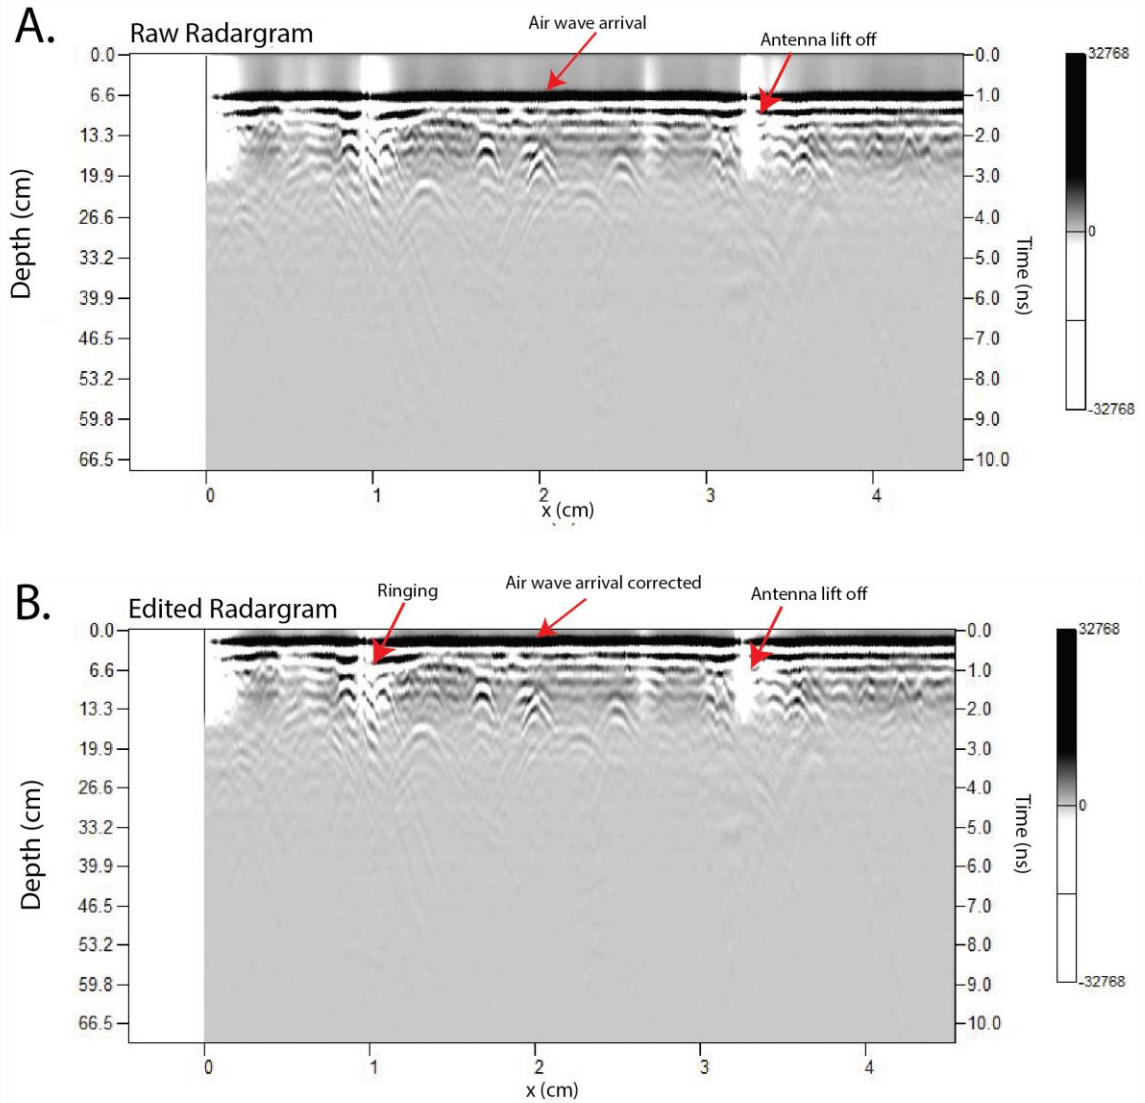 A.
Raw Radargram
Air wave arrival
Antenna lift off
0.0
6.6
13.3
19.9
26.6
33.2
39.9
46.5
53.2
59.8
66.5
Depth (cm)
0.0
1.0
2.0
3.0
4.0
5.0
6.0
7.0
8.0
9.0
10.0
Time (ns)
32768
0
-32768
0 1 2 3 4
x (cm)
B.
Edited Radargram
Ringing
Air wave arrival corrected
Antenna lift off
0.0
6.6
13.3
19.9
26.6
33.2
39.9
46.5
53.2
59.8
66.5
Depth (cm)
0.0
1.0
2.0
3.0
4.0
5.0
6.0
7.0
8.0
9.0
10.0
Time (ns)
32768
0
-32768
0 1 2 3 4
x (cm)